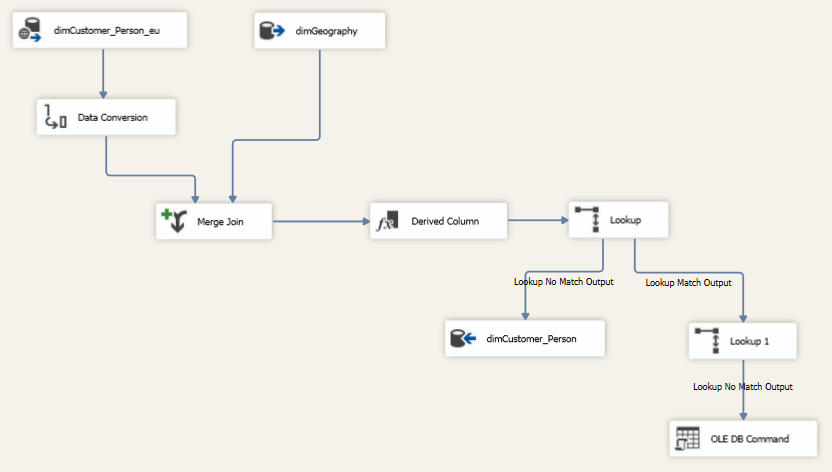 dimCustomer_Person_eu
dimGeography
Data Conversion
Merge Join
Derived Column
Lookup
Lookup No Match Output
Lookup Match Output
dimCustomer_Person
Lookup 1
Lookup No Match Output
OLE DB Command